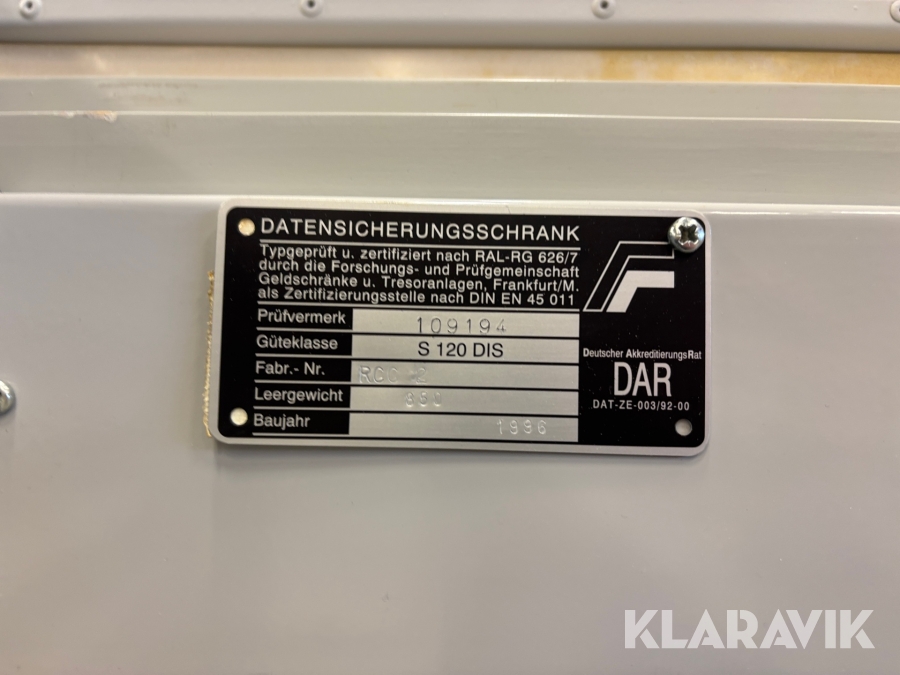 DATENSICHERUNGSSCHRANK
Typgeprüft u. zertifiziert nach RAL-RG 626/7
durch die Forschungs- und Prüfgemeinschaft
Geldschränke u. Tresoranlagen, Frankfurt/M.
als Zertifizierungsstelle nach DIN EN 45 011
Prüfvermerk 109194
Güteklasse S 120 DIS
Fabr.- Nr.
Leergewicht
Baujahr 1996
Deutscher AkkreditierungsRat
DAR
DAT-ZE-003/92-00
KLARAVIK